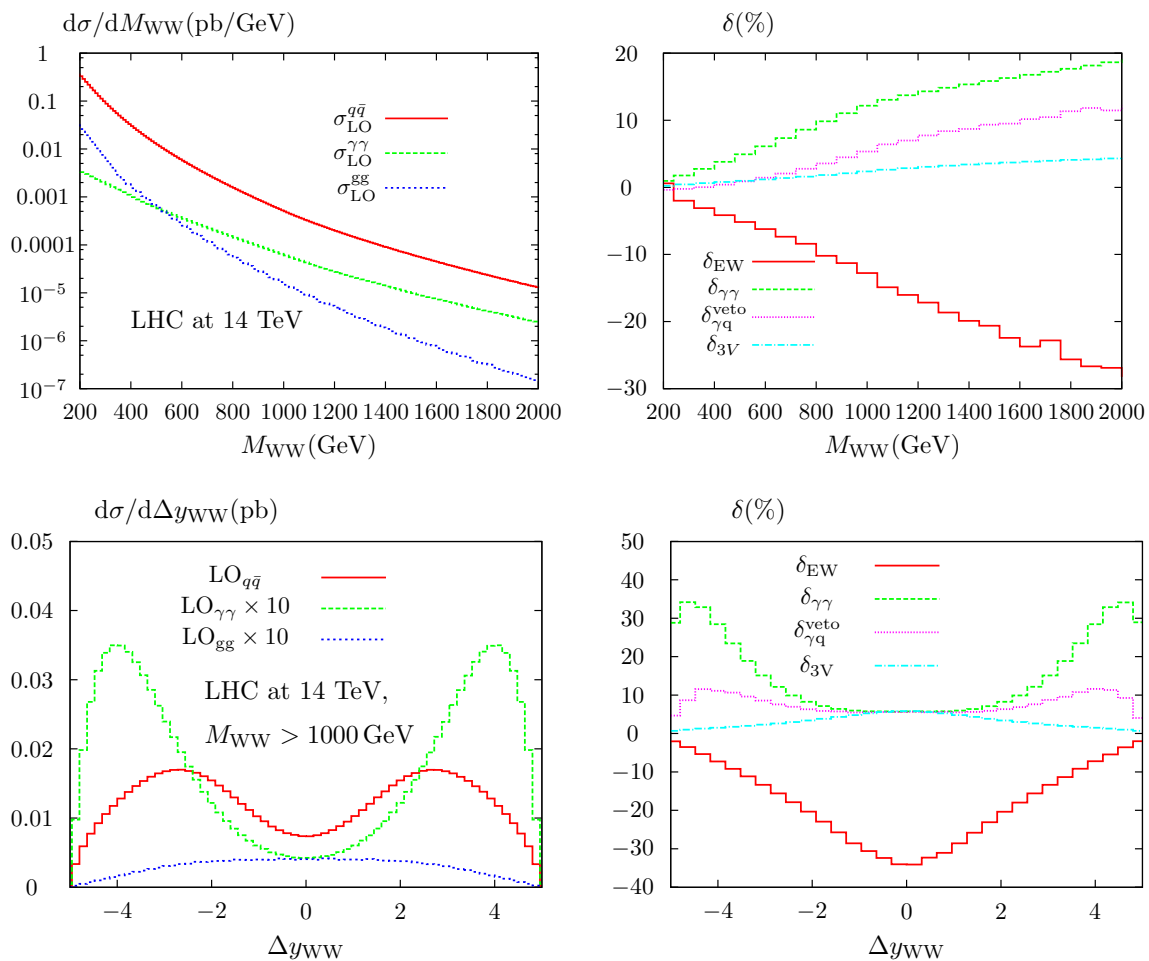 dσ/dM_WW(pb/GeV)
1
0.1
0.01
0.001
0.0001
10^−5
10^−6
10^−7
σ_LO^{qq̄}
σ_LO^{γγ}
σ_LO^{gg}
LHC at 14 TeV
200 400 600 800 1000 1200 1400 1600 1800 2000
M_WW(GeV)
δ(%)
20
10
0
−10
−20
−30
δ_EW
δ_γγ
δ_γq^veto
δ_3V
200 400 600 800 1000 1200 1400 1600 1800 2000
M_WW(GeV)
dσ/dΔy_WW(pb)
0.05
0.04
0.03
0.02
0.01
0
LO_qq̄
LO_γγ × 10
LO_gg × 10
LHC at 14 TeV,
M_WW > 1000 GeV
−4 −2 0 2 4
Δy_WW
δ(%)
50
40
30
20
10
0
−10
−20
−30
−40
δ_EW
δ_γγ
δ_γq^veto
δ_3V
−4 −2 0 2 4
Δy_WW